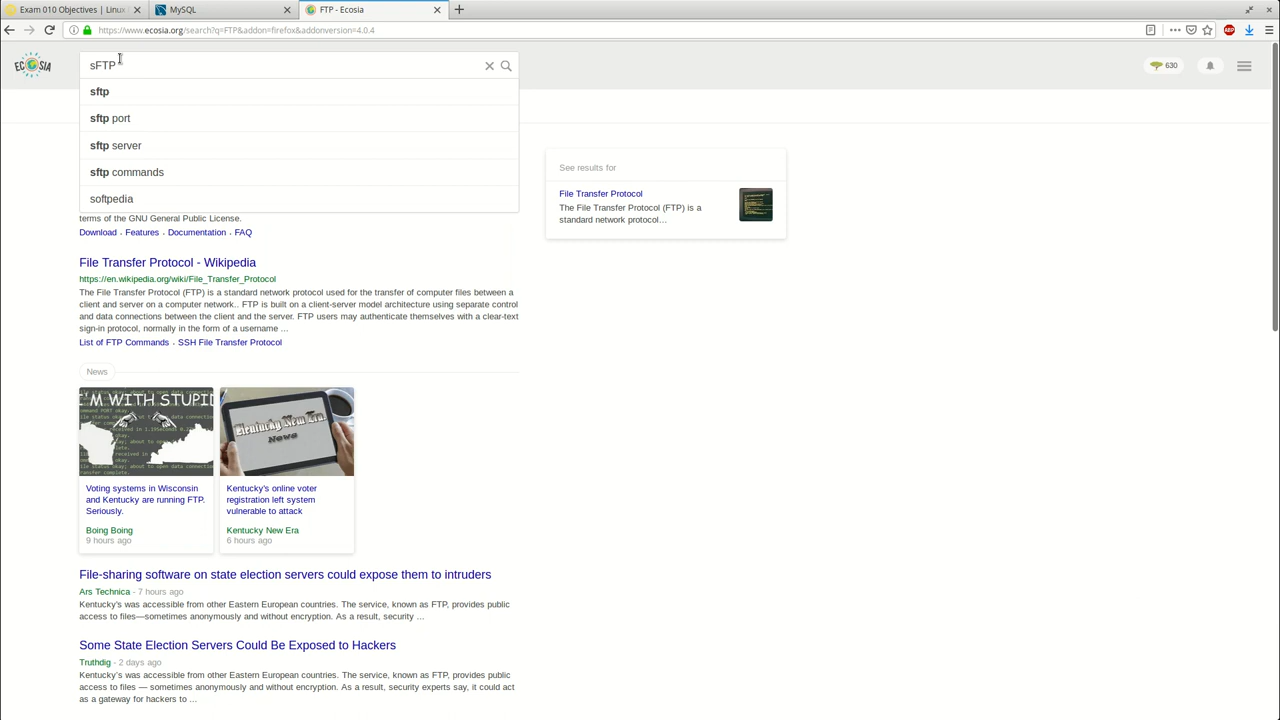 Exam 010 Objectives | Linux
MySQL
FTP - Ecosia
https://www.ecosia.org/search?q=FTP&addon=firefox&addonversion=4.0.4
ABP
ECOSIA
sFTP
630
sftp
sftp port
sftp server
sftp commands
softpedia
terms of the GNU General Public License.
Download . Features . Documentation . FAQ
See results for
File Transfer Protocol
The File Transfer Protocol (FTP) is a
standard network protocol...
File Transfer Protocol - Wikipedia
https://en.wikipedia.org/wiki/File_Transfer_Protocol
The File Transfer Protocol (FTP) is a standard network protocol used for the transfer of computer files between a
client and server on a computer network.. FTP is built on a client-server model architecture using separate control
and data connections between the client and the server. FTP users may authenticate themselves with a clear-text
sign-in protocol, normally in the form of a username ...
List of FTP Commands . SSH File Transfer Protocol
News
I'M WITH STUPID
Kentucky New Era
News
Voting systems in Wisconsin
and Kentucky are running FTP.
Seriously.
Boing Boing
9 hours ago
Kentucky's online voter
registration left system
vulnerable to attack
Kentucky New Era
6 hours ago
File-sharing software on state election servers could expose them to intruders
Ars Technica - 7 hours ago
Kentucky's was accessible from other Eastern European countries. The service, known as FTP, provides public
access to files—sometimes anonymously and without encryption. As a result, security ...
Some State Election Servers Could Be Exposed to Hackers
Truthdig - 2 days ago
Kentucky's was accessible from other Eastern European countries. The service, known as FTP, provides public
access to files — sometimes anonymously and without encryption. As a result, security experts say, it could act
as a gateway for hackers to ...